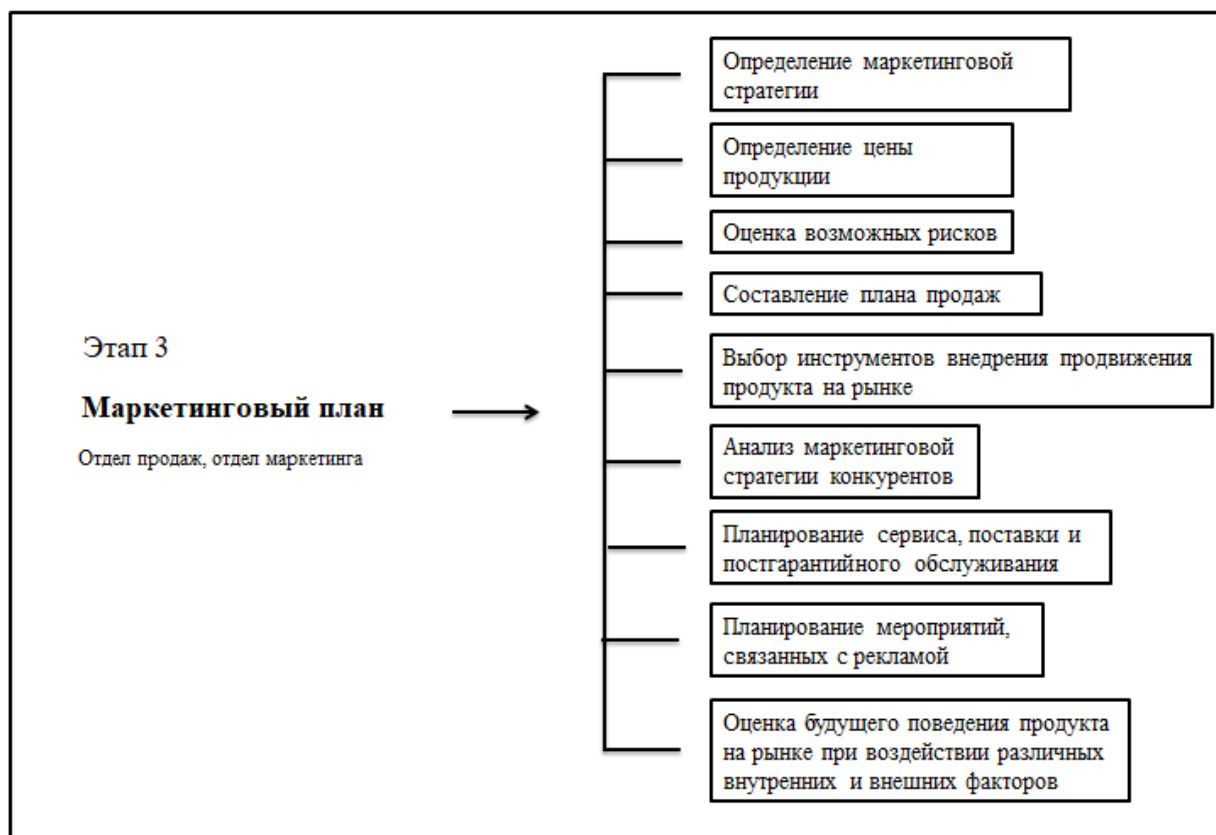 Этап 3
Маркетинговый план
Отдел продаж, отдел маркетинга
Определение маркетинговой
стратегии
Определение цены
продукции
Оценка возможных рисков
Составление плана продаж
Выбор инструментов внедрения продвижения
продукта на рынке
Анализ маркетинговой
стратегии конкурентов
Планирование сервиса, поставки и
постгарантийного обслуживания
Планирование мероприятий,
связанных с рекламой
Оценка будущего поведения продукта
на рынке при воздействии различных
внутренних и внешних факторов